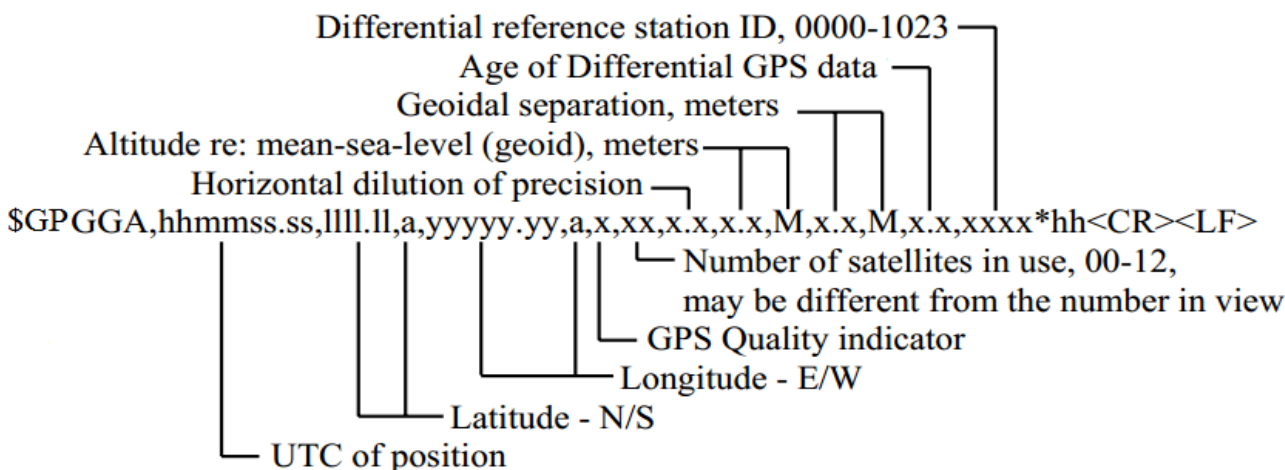 Differential reference station ID, 0000-1023
Age of Differential GPS data
Geoidal separation, meters
Altitude re: mean-sea-level (geoid), meters
Horizontal dilution of precision
$GPGGA,hhmmss.ss,llll.ll,a,yyyyy.yy,a,x,xx,x.x,x.x,M,x.x,M,x.x,xxxx*hh<CR><LF>
Number of satellites in use, 00-12,
may be different from the number in view
GPS Quality indicator
Longitude - E/W
Latitude - N/S
UTC of position